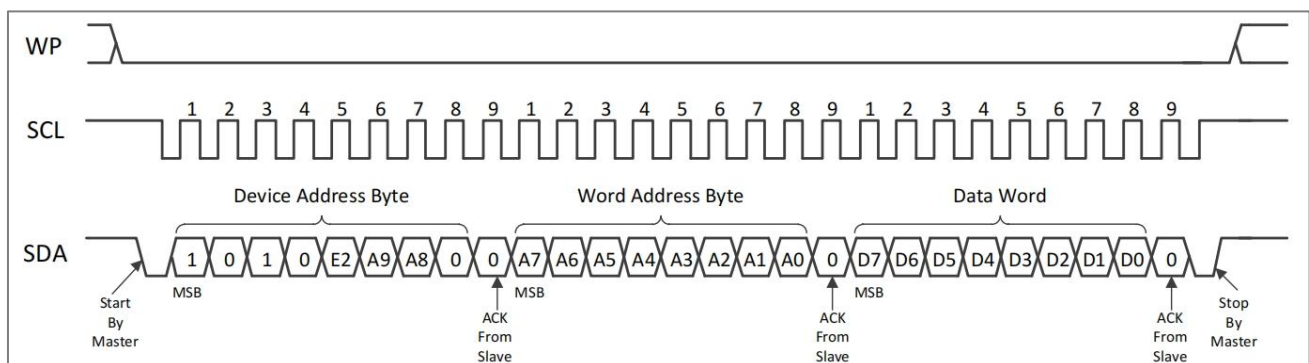 WP
SCL
1 2 3 4 5 6 7 8 9 1 2 3 4 5 6 7 8 9 1 2 3 4 5 6 7 8 9
Device Address Byte
Word Address Byte
Data Word
SDA
1 0 1 0 E2 A9 A8 0 0 A7 A6 A5 A4 A3 A2 A1 A0 0 D7 D6 D5 D4 D3 D2 D1 D0 0
MSB
MSB
MSB
Start
By
Master
ACK
From
Slave
ACK
From
Slave
ACK
From
Slave
Stop
By
Master